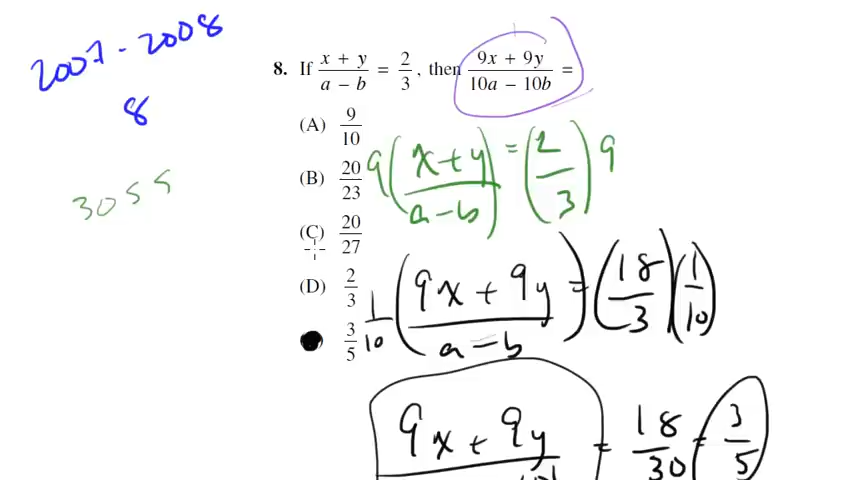 2007 - 2008
8
3055
8. If (x + y)/(a − b) = 2/3, then (9x + 9y)/(10a − 10b) =
(A) 9/10
(B) 20/23
(C) 20/27
(D) 2/3
3/5
9((x+y)/(a-b)) = (2/3) 9
1/10 ((9x + 9y)/(a - b)) = (18/3)(1/10)
9x + 9y = 18/30 = 3/5